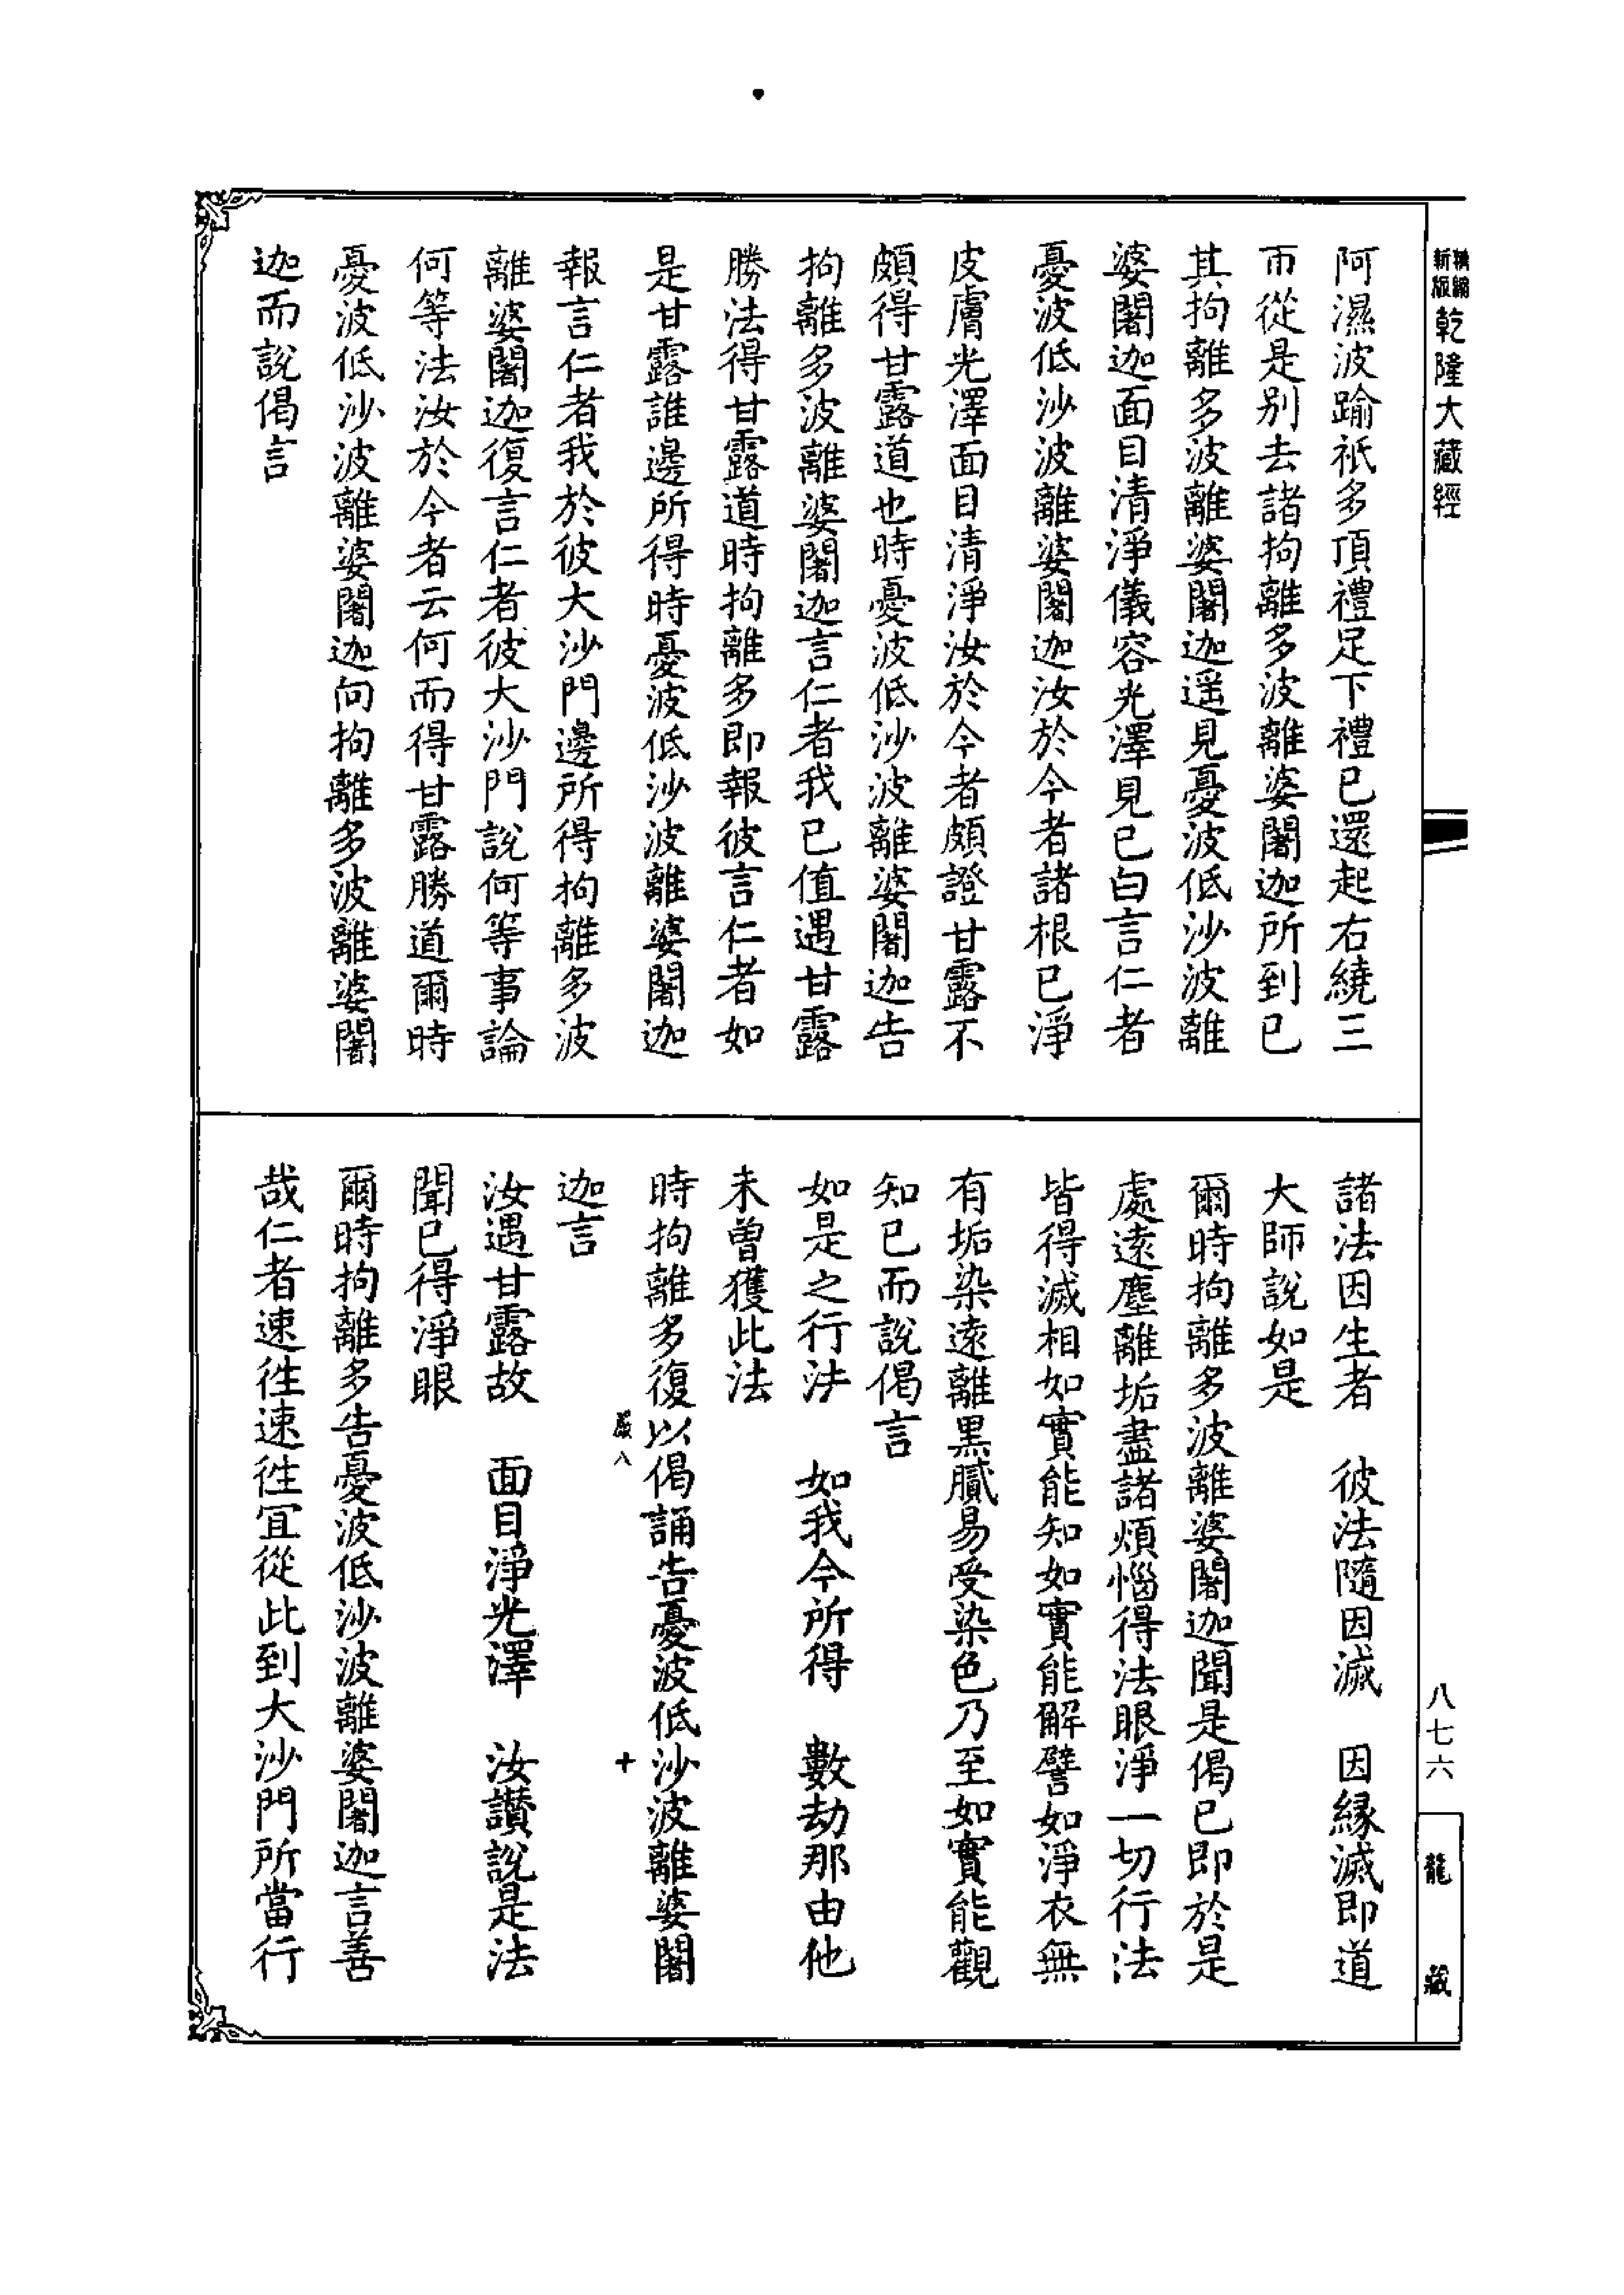 精編
新版
乾隆大藏經
阿濕波踰祇多頂禮足下禮已還起右繞三
帀從是別去諸拘離多波離婆闍迦所到已
其拘離多波離婆闍迦遥見憂波低沙波離
婆闍迦面目清淨儀容光澤見已白言仁者
憂波低沙波離婆闍迦汝於今者諸根已淨
皮膚光澤面目清淨汝於今者頗證甘露不
頗得甘露道也時憂波低沙波離婆闍迦告
拘離多波離婆闍迦言仁者我已值遇甘露
勝法得甘露道時拘離多即報彼言仁者如
是甘露誰邊所得時憂波低沙波離婆闍迦
報言仁者我於彼大沙門邊所得拘離多波
離婆闍迦復言仁者彼大沙門說何等事論
何等法汝於今者云何而得甘露勝道爾時
憂波低沙波離婆闍迦向拘離多波離婆闍
迦而說偈言
諸法因生者　彼法隨因滅　因緣滅即道
大師說如是
爾時拘離多波離婆闍迦聞是偈已即於是
處遠塵離垢盡諸煩惱得法眼淨一切行法
皆得滅相如實能知如實能解譬如淨衣無
有垢染遠離黑膩易受染色乃至如實能觀
知已而說偈言
如是之行法　如我今所得　數劫那由他
未曾獲此法
時拘離多復以偈誦告憂波低沙波離婆闍
迦言
汝遇甘露故　面目淨光澤　汝讚說是法
聞已得淨眼
爾時拘離多告憂波低沙波離婆闍迦言善
哉仁者速徃速徃宜從此到大沙門所當行
嚴八
十
八七六
龍藏